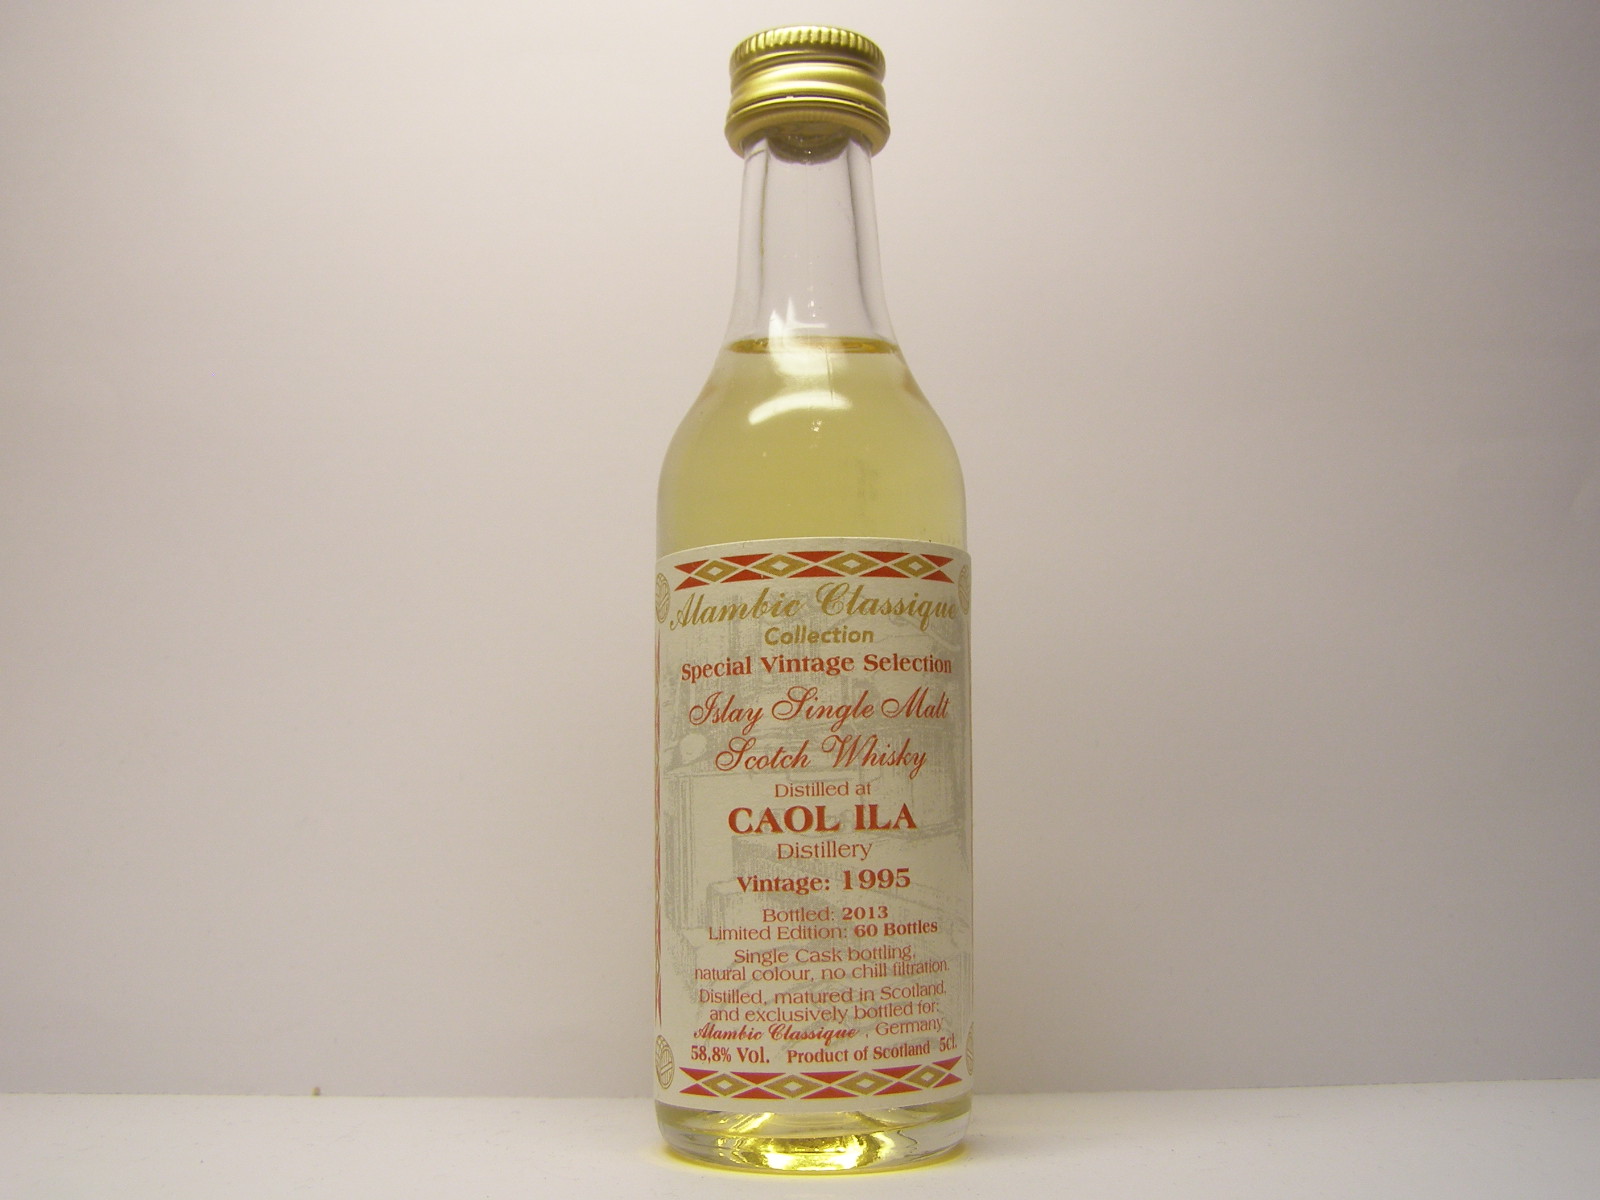 Alambic Classique
Collection
Special Vintage Selection
Islay Single Malt
Scotch Whisky
Distilled at
CAOL ILA
Distillery
Vintage: 1995
Bottled: 2013
Limited Edition: 60 Bottles
Single Cask bottling,
natural colour, no chill filtration.
Distilled, matured in Scotland,
and exclusively bottled for:
Alambic Classique, Germany
58,8% Vol. Product of Scotland 5cl.